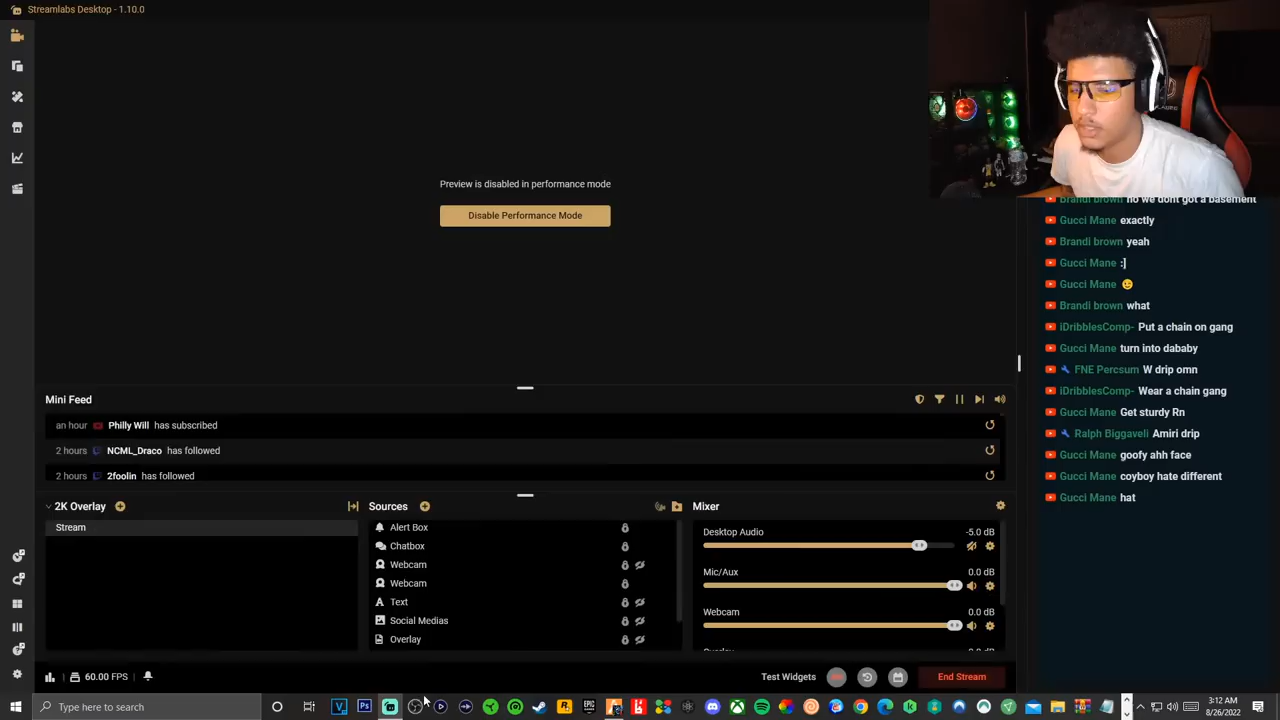 Streamlabs Desktop - 1.10.0
Preview is disabled in performance mode
Disable Performance Mode
Brandi brown no we dont got a basement
Gucci Mane exactly
Brandi brown yeah
Gucci Mane :]
Gucci Mane 😉
Brandi brown what
iDribblesComp- Put a chain on gang
Gucci Mane turn into dababy
FNE Percsum W drip omn
iDribblesComp- Wear a chain gang
Gucci Mane Get sturdy Rn
Ralph Biggaveli Amiri drip
Gucci Mane goofy ahh face
Gucci Mane coyboy hate different
Gucci Mane hat
Mini Feed
an hour Philly Will has subscribed
2 hours NCML_Draco has followed
2 hours 2foolin has followed
2K Overlay
Stream
Sources
Alert Box
Chatbox
Webcam
Webcam
Text
Social Medias
Overlay
Mixer
Desktop Audio -5.0 dB
Mic/Aux 0.0 dB
Webcam 0.0 dB
60.00 FPS
Test Widgets
REC
End Stream
Type here to search
3:12 AM
8/26/2022